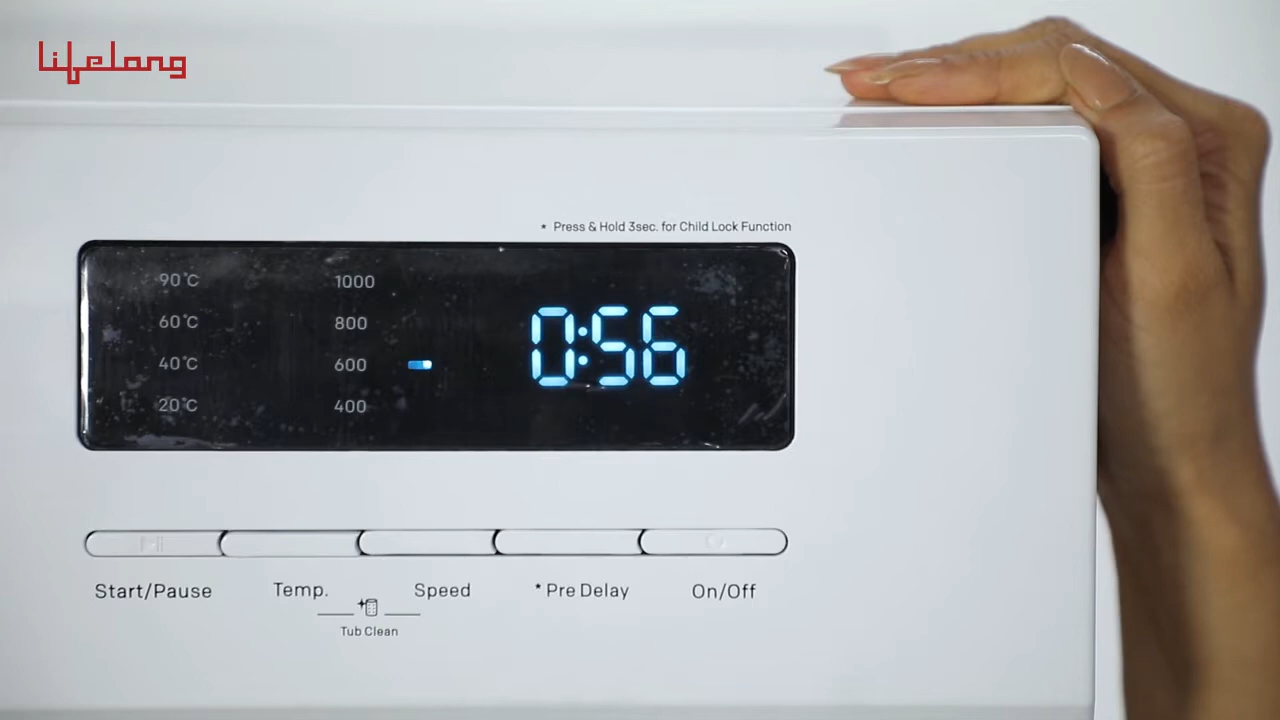 Lifelong
* Press & Hold 3sec. for Child Lock Function
90°C 1000
60°C 800
40°C 600
20°C 400
0:56
Start/Pause Temp. Speed * Pre Delay On/Off
Tub Clean